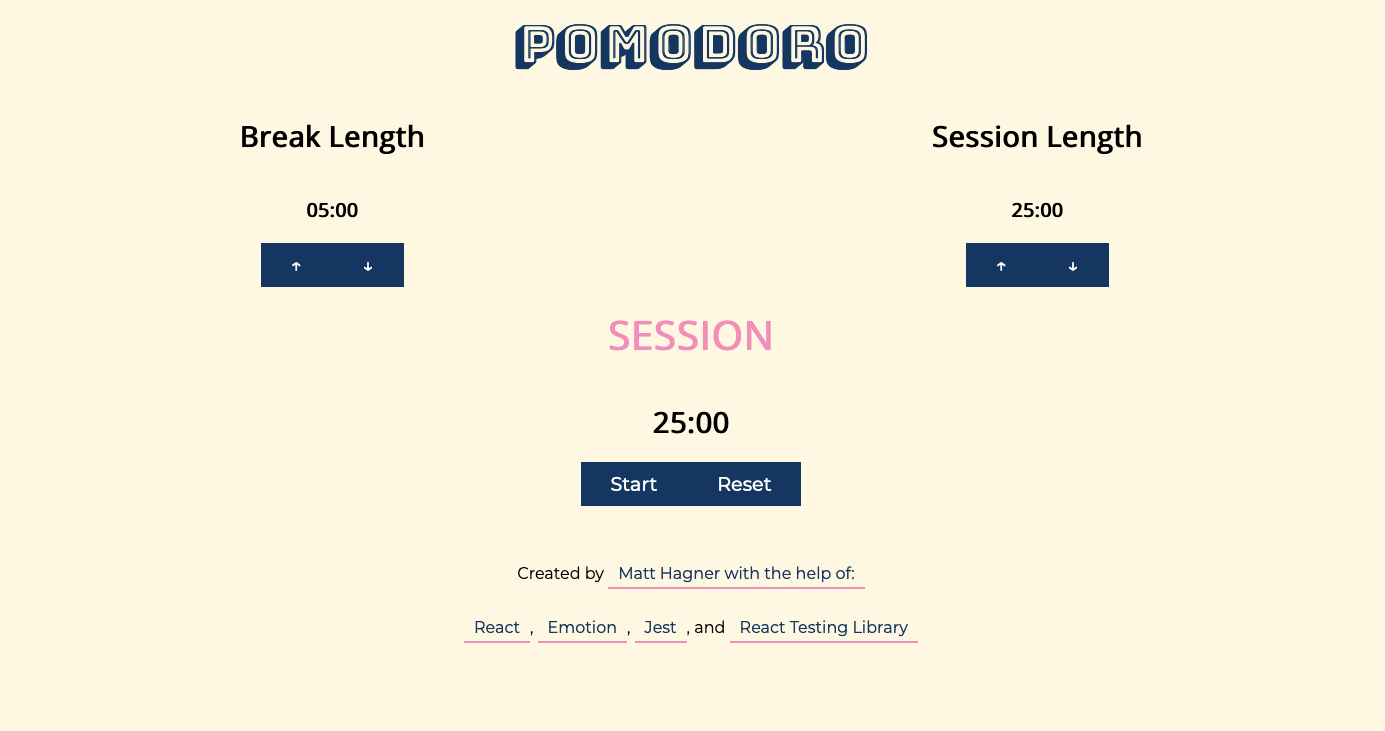 POMODORO
Break Length
05:00
↑ ↓
Session Length
25:00
↑ ↓
SESSION
25:00
Start Reset
Created by Matt Hagner with the help of:
React , Emotion , Jest , and React Testing Library